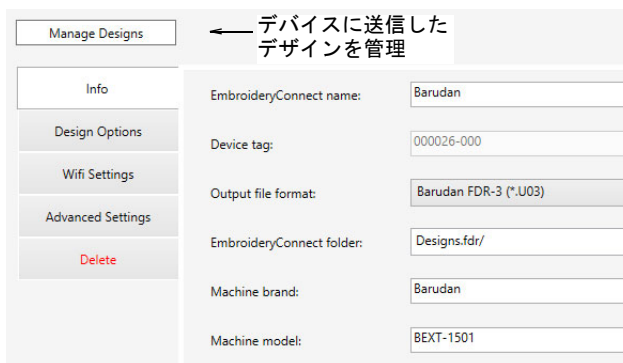 Manage Designs
デバイスに送信した
デザインを管理
Info
Design Options
Wifi Settings
Advanced Settings
Delete
EmbroideryConnect name: Barudan
Device tag: 000026-000
Output file format: Barudan FDR-3 (*.U03)
EmbroideryConnect folder: Designs.fdr/
Machine brand: Barudan
Machine model: BEXT-1501